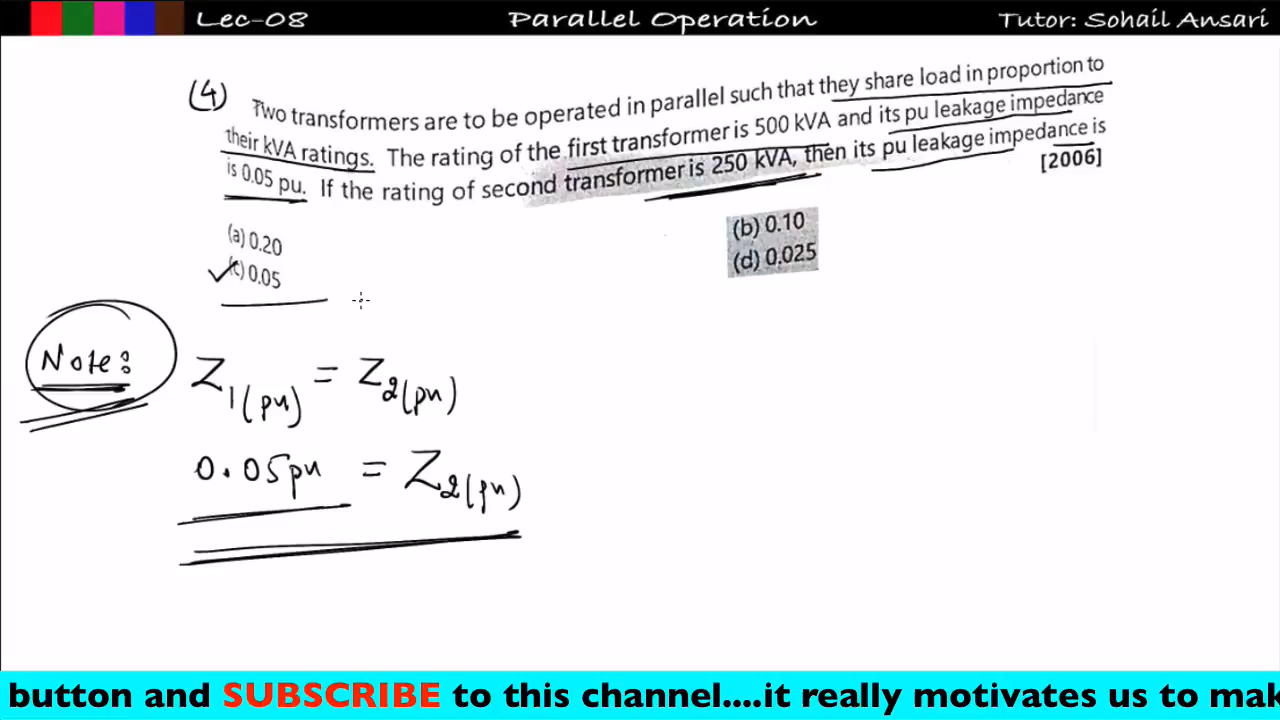 Lec-08 Parallel Operation Tutor: Sohail Ansari
(4) Two transformers are to be operated in parallel such that they share load in proportion to
their kVA ratings. The rating of the first transformer is 500 kVA and its pu leakage impedance
is 0.05 pu. If the rating of second transformer is 250 kVA, then its pu leakage impedance is
[2006]
(a) 0.20 (b) 0.10
(c) 0.05 (d) 0.025
Note: Z1(pu) = Z2(pu)
0.05pu = Z2(pu)
button and SUBSCRIBE to this channel....it really motivates us to mak